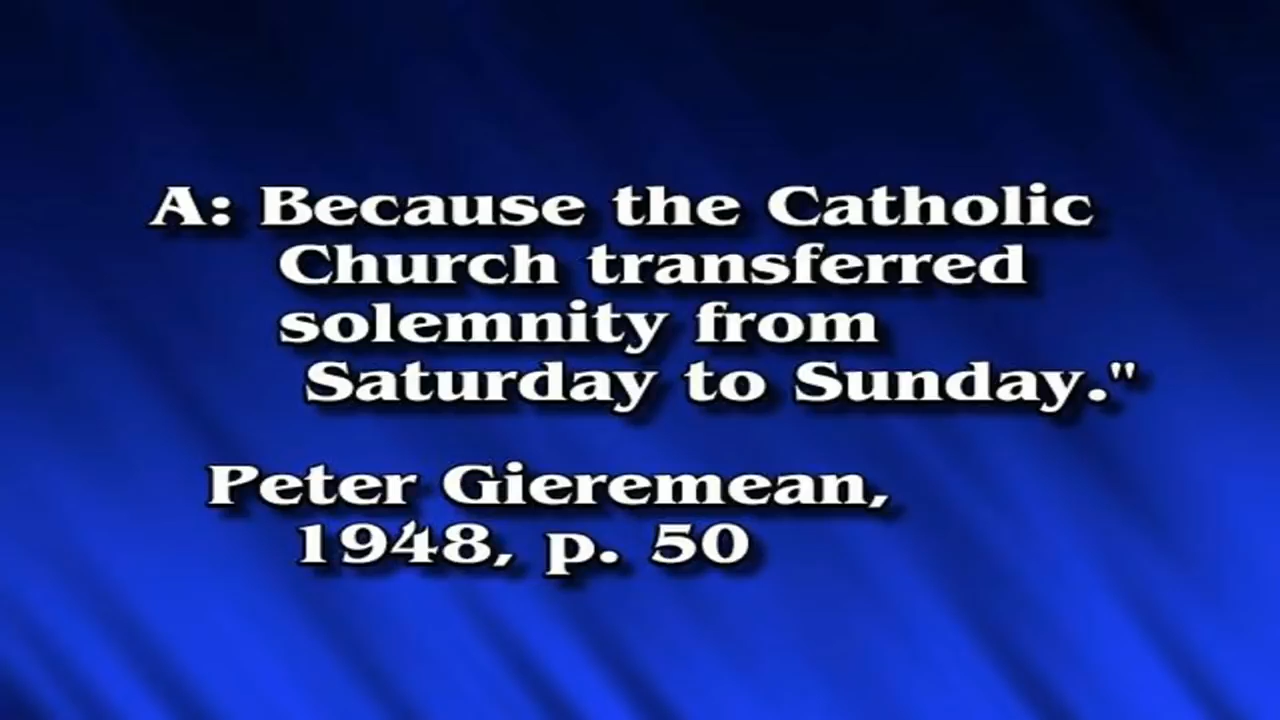 A: Because the Catholic
Church transferred
solemnity from
Saturday to Sunday."
Peter Gieremean,
1948, p. 50